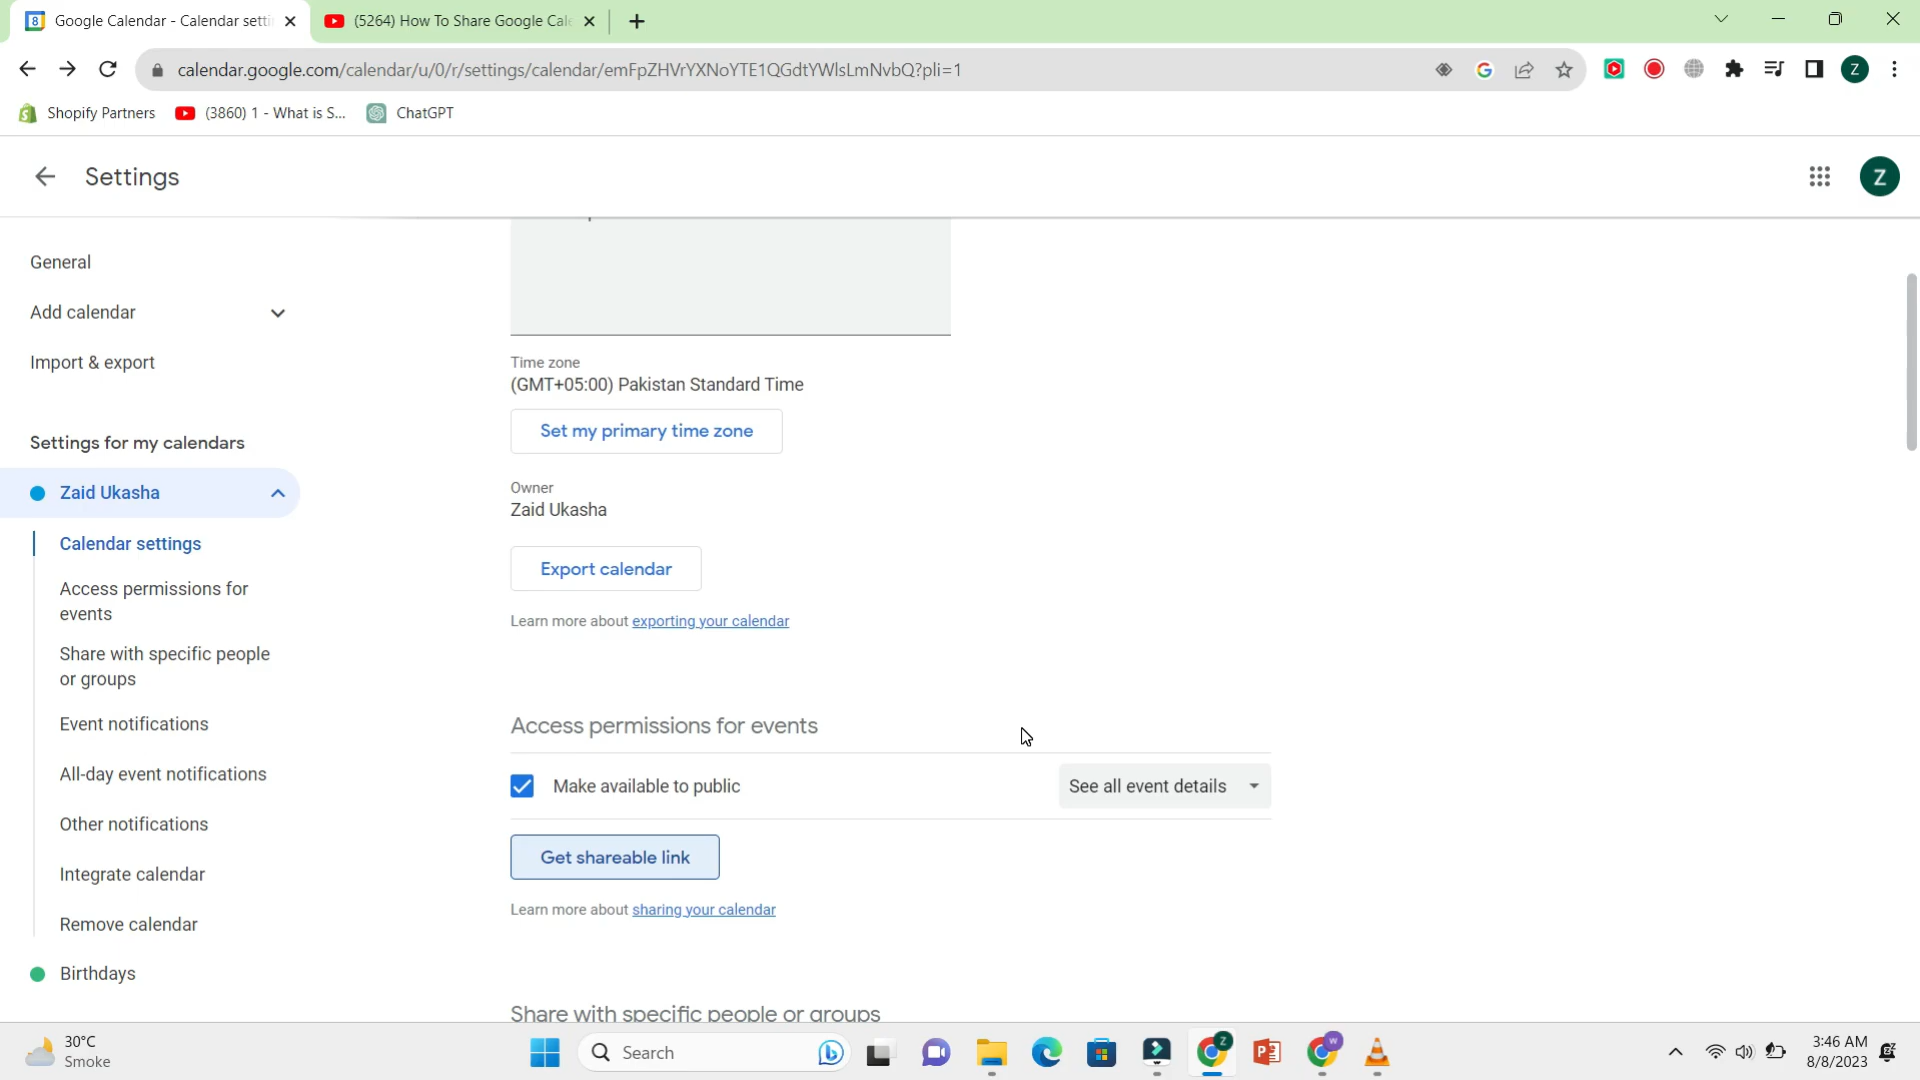 Google Calendar - Calendar setti
(5264) How To Share Google Cale
calendar.google.com/calendar/u/0/r/settings/calendar/emFpZHVrYXNoYTE1QGdtYWlsLmNvbQ?pli=1
Z
Shopify Partners
(3860) 1 - What is S...
ChatGPT
Settings
Z
General
Add calendar
Import & export
Settings for my calendars
Zaid Ukasha
Calendar settings
Access permissions for
events
Share with specific people
or groups
Event notifications
All-day event notifications
Other notifications
Integrate calendar
Remove calendar
Birthdays
Time zone
(GMT+05:00) Pakistan Standard Time
Set my primary time zone
Owner
Zaid Ukasha
Export calendar
Learn more about exporting your calendar
Access permissions for events
Make available to public
See all event details
Get shareable link
Learn more about sharing your calendar
Share with specific people or groups
30°C
Smoke
Search
3:46 AM
8/8/2023